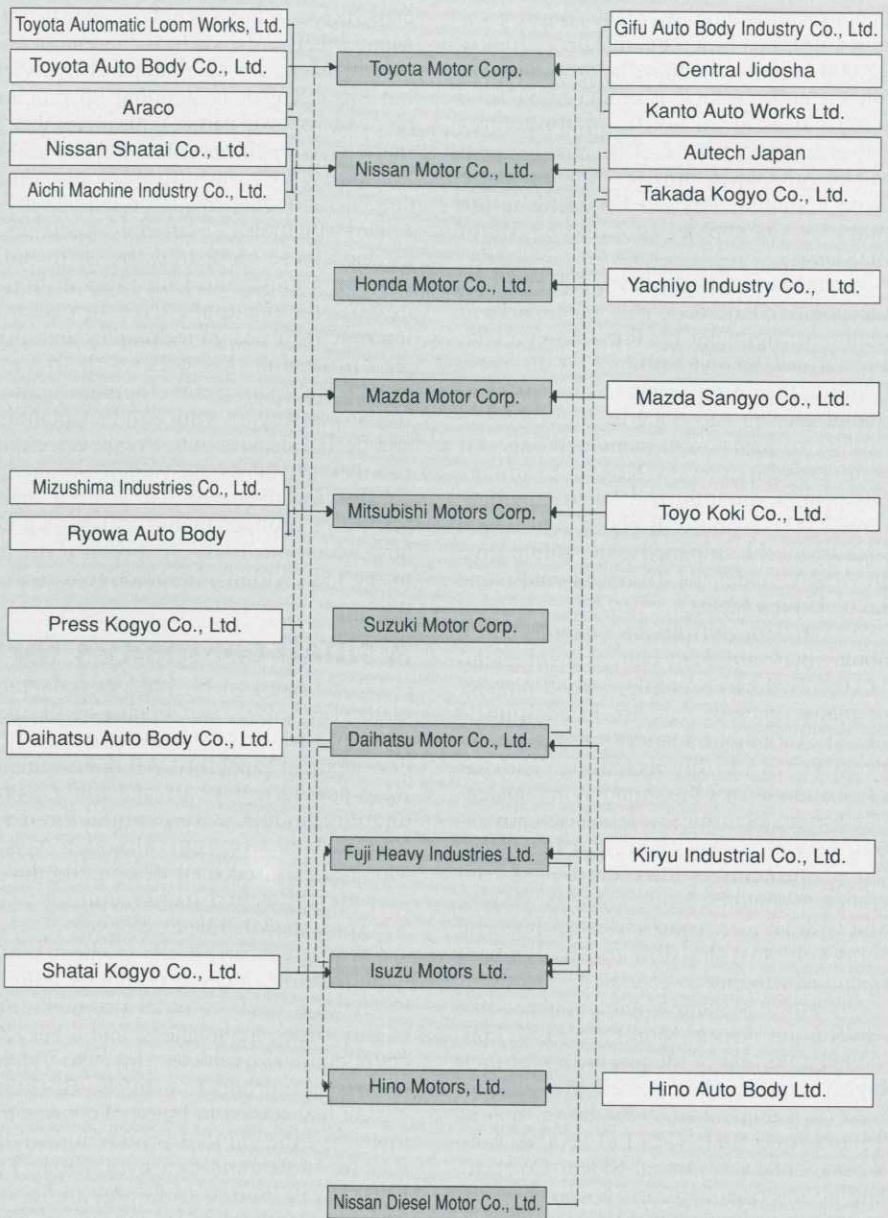 Toyota Automatic Loom Works, Ltd.
Toyota Auto Body Co., Ltd.
Araco
Nissan Shatai Co., Ltd.
Aichi Machine Industry Co., Ltd.
Mizushima Industries Co., Ltd.
Ryowa Auto Body
Press Kogyo Co., Ltd.
Daihatsu Auto Body Co., Ltd.
Shatai Kogyo Co., Ltd.
Toyota Motor Corp.
Nissan Motor Co., Ltd.
Honda Motor Co., Ltd.
Mazda Motor Corp.
Mitsubishi Motors Corp.
Suzuki Motor Corp.
Daihatsu Motor Co., Ltd.
Fuji Heavy Industries Ltd.
Isuzu Motors Ltd.
Hino Motors, Ltd.
Nissan Diesel Motor Co., Ltd.
Gifu Auto Body Industry Co., Ltd.
Central Jidosha
Kanto Auto Works Ltd.
Autech Japan
Takada Kogyo Co., Ltd.
Yachiyo Industry Co., Ltd.
Mazda Sangyo Co., Ltd.
Toyo Koki Co., Ltd.
Kiryu Industrial Co., Ltd.
Hino Auto Body Ltd.